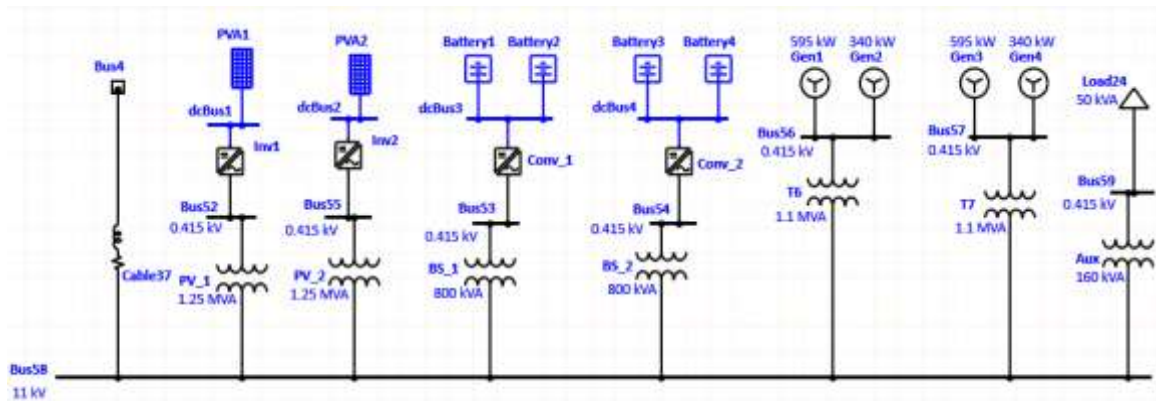 PVA1
PVA2
Battery1 Battery2
Battery3 Battery4
595 kW 340 kW
Gen1 Gen2
595 kW 340 kW
Gen3 Gen4
Bus4
Load24
50 kVA
dcBus1
dcBus2
dcBus3
dcBus4
Inv1
Inv2
Conv_1
Conv_2
Bus56
0.415 kV
Bus57
0.415 kV
Bus52
0.415 kV
Bus55
0.415 kV
Bus53
0.415 kV
Bus54
0.415 kV
T6
1.1 MVA
T7
1.1 MVA
Bus59
0.415 kV
Cable37
PV_1
1.25 MVA
PV_2
1.25 MVA
BS_1
800 kVA
BS_2
800 kVA
Aux
160 kVA
Bus58
11 kV